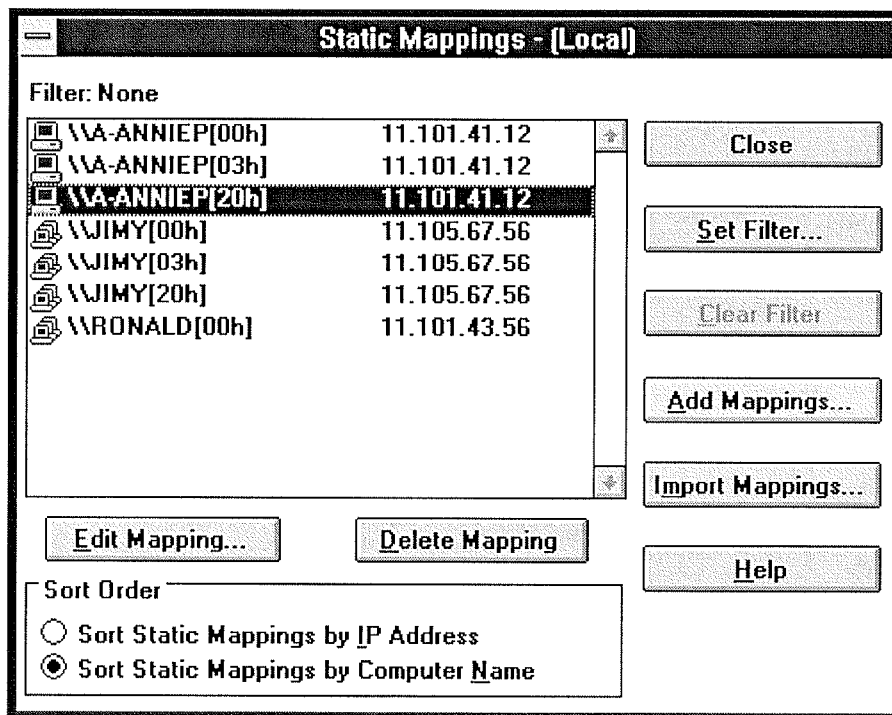 Static Mappings - (Local)
Filter: None
\\A-ANNIEP[00h] 11.101.41.12
\\A-ANNIEP[03h] 11.101.41.12
\\A-ANNIEP[20h] 11.101.41.12
\\JIMY[00h] 11.105.67.56
\\JIMY[03h] 11.105.67.56
\\JIMY[20h] 11.105.67.56
\\RONALD[00h] 11.101.43.56
Close
Set Filter...
Clear Filter
Add Mappings...
Import Mappings...
Help
Edit Mapping...
Delete Mapping
Sort Order
Sort Static Mappings by IP Address
Sort Static Mappings by Computer Name